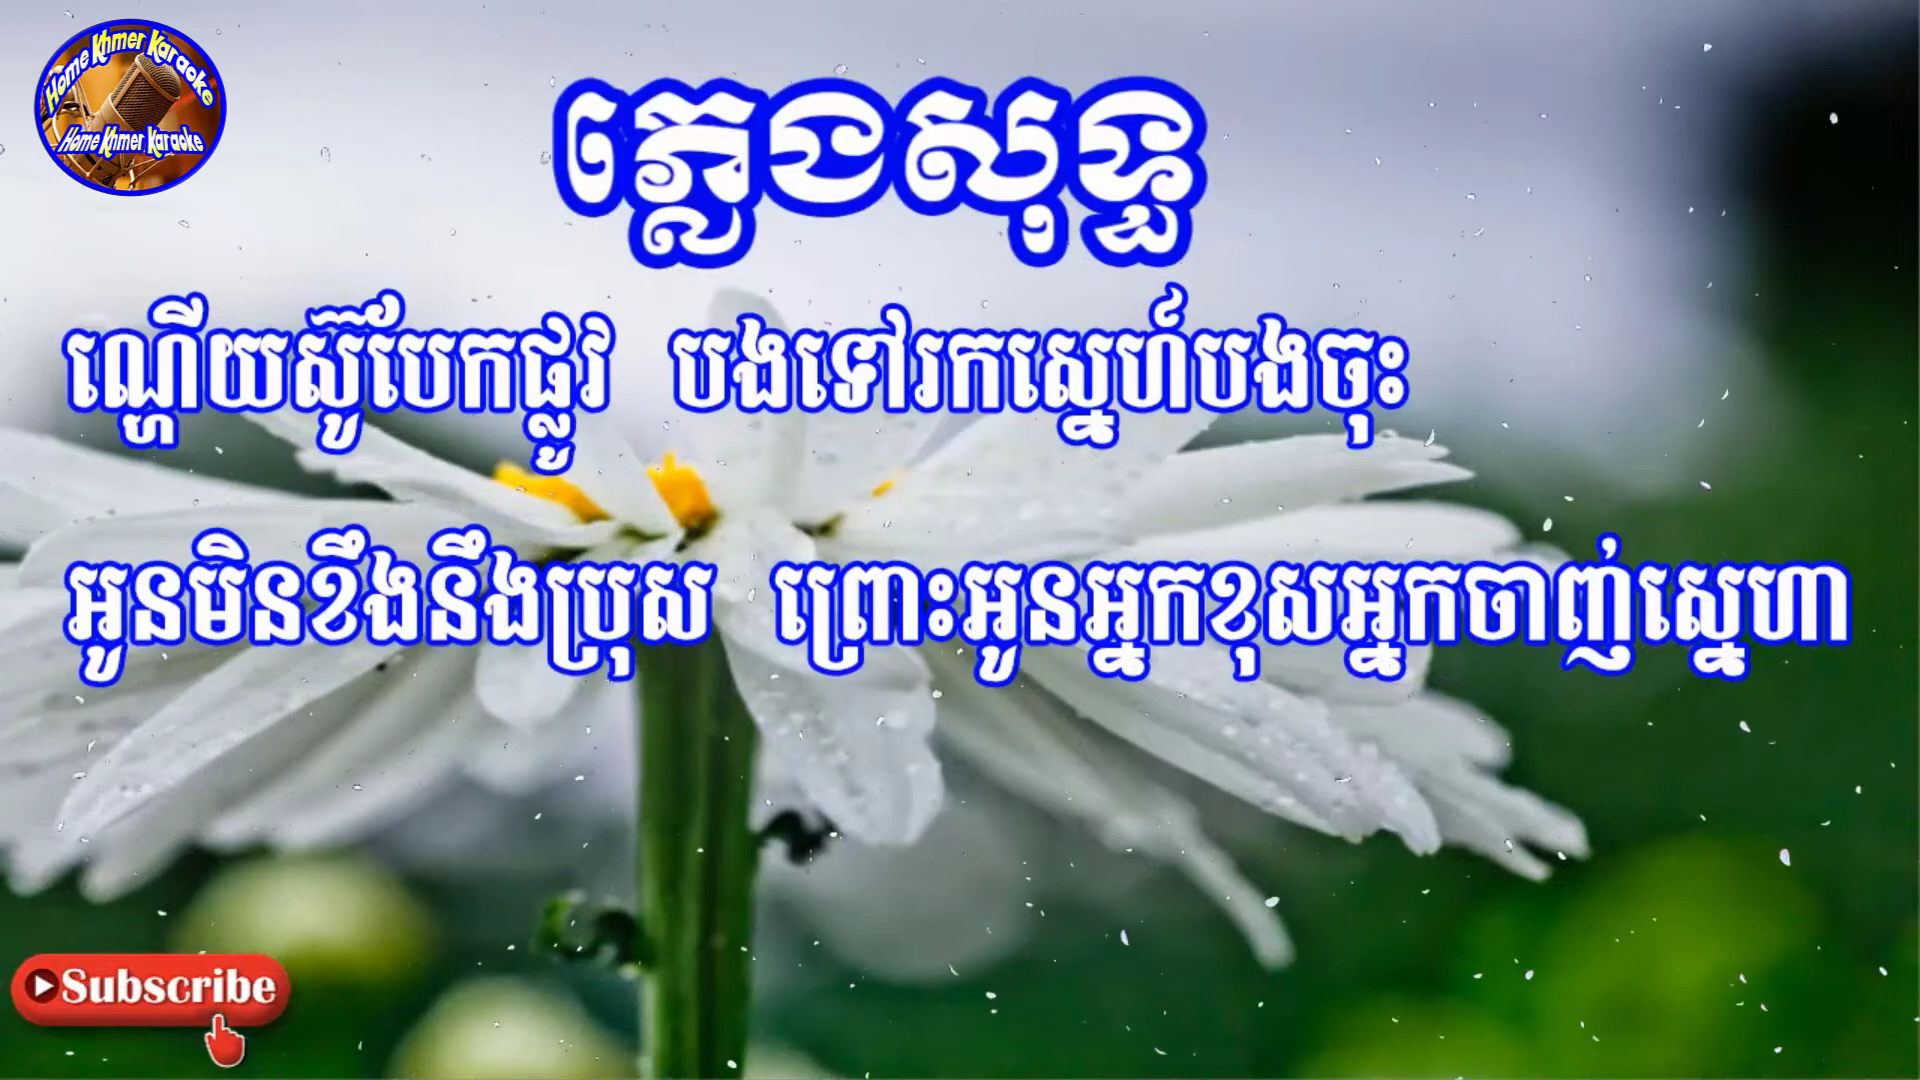 Home Khmer Karaoke
Home Khmer Karaoke
ភ្លេងសុទ្ធ
ណ្ហើយស៊ូបែកផ្លូវ បងទៅរកស្នេហ៍បងចុះ
អូនមិនខឹងនឹងប្រុស ព្រោះអូនអ្នកខុសអ្នកចាញ់ស្នេហា
Subscribe